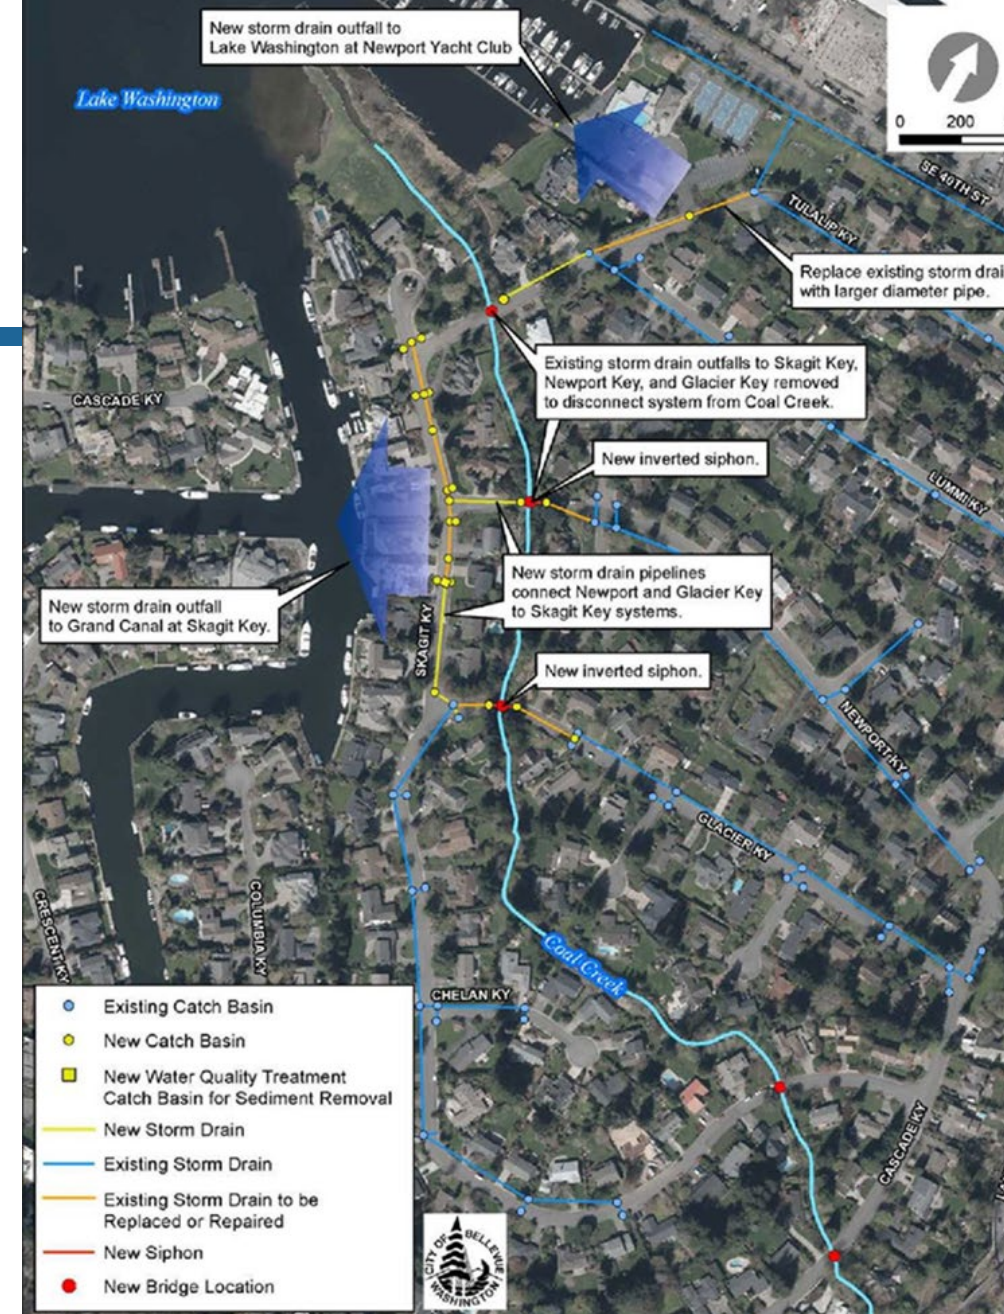 New storm drain outfall to
Lake Washington at Newport Yacht Club
Lake Washington
0 200
SE 40TH ST
TULALIP KY
Replace existing storm drai
with larger diameter pipe.
Existing storm drain outfalls to Skagit Key,
Newport Key, and Glacier Key removed
to disconnect system from Coal Creek.
CASCADE KY
New inverted siphon.
LUMMI KY
New storm drain pipelines
connect Newport and Glacier Key
to Skagit Key systems.
New storm drain outfall
to Grand Canal at Skagit Key.
SKAGIT KY
New inverted siphon.
NEWPORT KY
GLACIER KY
CRESCENT KY
COLUMBIA KY
Coal Creek
CHELAN KY
CASCADE KY
Existing Catch Basin
New Catch Basin
New Water Quality Treatment
Catch Basin for Sediment Removal
New Storm Drain
Existing Storm Drain
Existing Storm Drain to be
Replaced or Repaired
New Siphon
New Bridge Location
CITY OF BELLEVUE
WASHINGTON